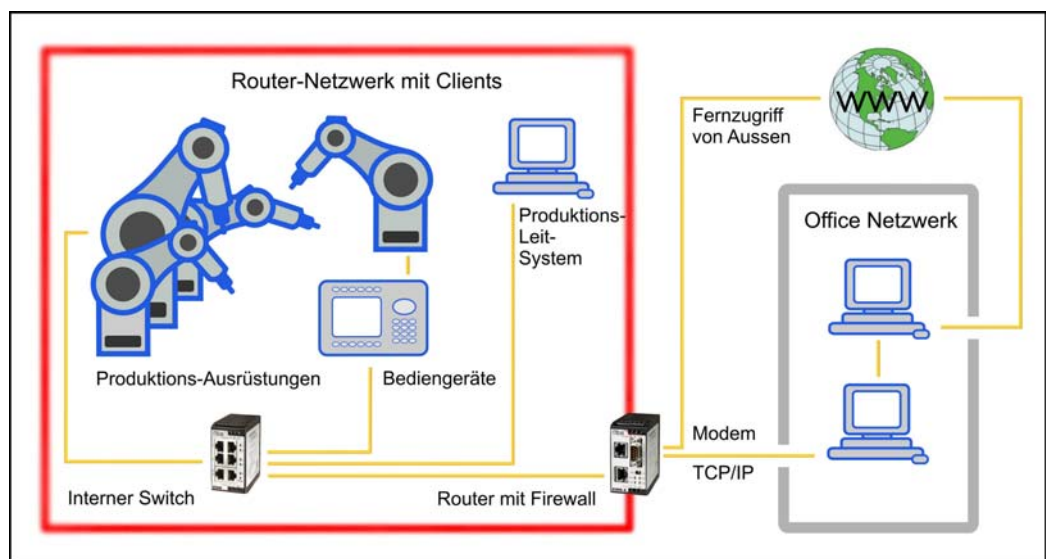 Router-Netzwerk mit Clients
WWW
Fernzugriff
von Aussen
Produktions-
Leit-
System
Office Netzwerk
Produktions-Ausrüstungen
Bediengeräte
Modem
TCP/IP
Interner Switch
Router mit Firewall